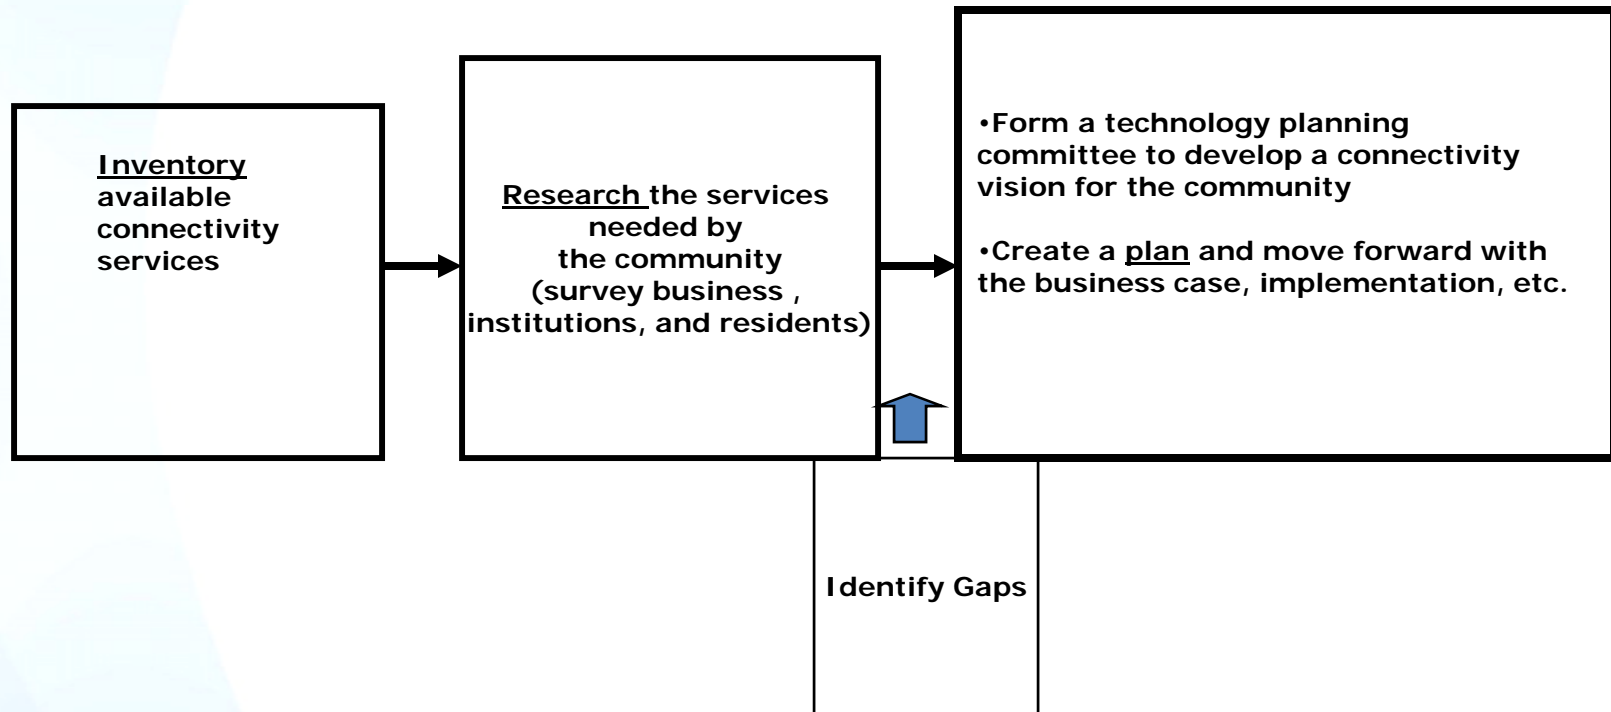 Inventory
available
connectivity
services
Research the services
needed by
the community
(survey business ,
institutions, and residents)
•Form a technology planning
committee to develop a connectivity
vision for the community
•Create a plan and move forward with
the business case, implementation, etc.
Identify Gaps